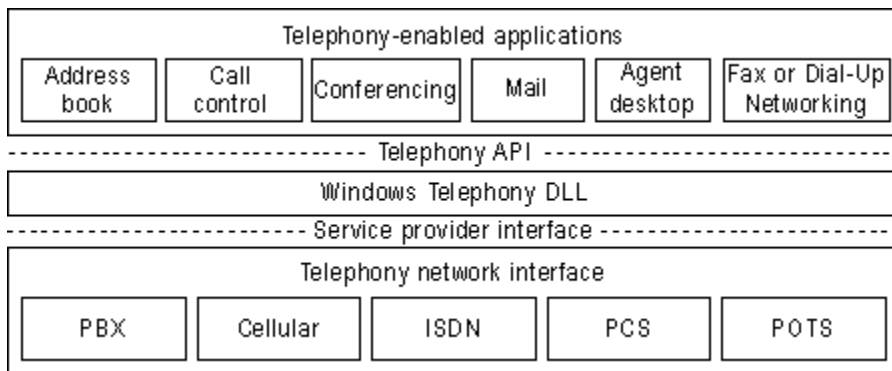 Telephony-enabled applications
Address
book
Call
control
Conferencing
Mail
Agent
desktop
Fax or Dial-Up
Networking
Telephony API
Windows Telephony DLL
Service provider interface
Telephony network interface
PBX
Cellular
ISDN
PCS
POTS